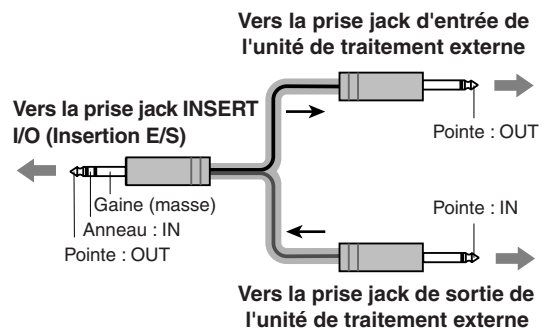 Vers la prise jack d'entrée de
l'unité de traitement externe
Pointe : OUT
Vers la prise jack INSERT
I/O (Insertion E/S)
Gaine (masse)
Anneau : IN
Pointe : OUT
Pointe : IN
Vers la prise jack de sortie de
l'unité de traitement externe